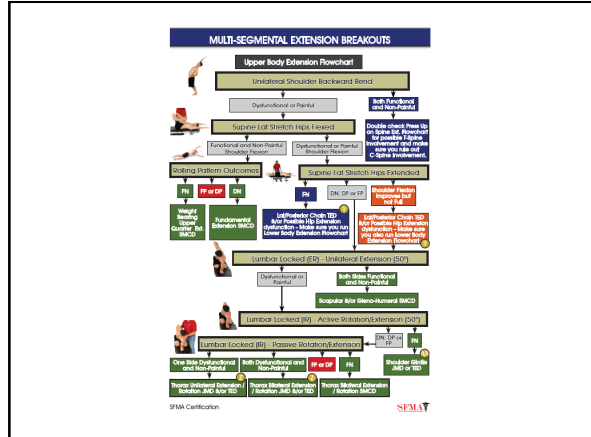 MULTI-SEGMENTAL EXTENSION BREAKOUTS
Upper Body Extension Flowchart
Unilateral Shoulder Backward Bend
Dysfunctional or Painful
Both Functional
and Non-Painful
Supine Lat Stretch Hips Flexed
Double check Press Up
on Spine Ext. Flowchart
for possible T-Spine
involvement and make
sure you rule out
C-Spine involvement.
Functional and Non-Painful
Shoulder Flexion
Dysfunctional or Painful
Shoulder Flexion
Rolling Pattern Outcomes
Supine Lat Stretch Hips Extended
FN
FP or DP
DN
FN
DN, DP or FP
Shoulder Flexion
Improves but
not Full
Weight
Bearing
Upper
Quarter Ext.
SMCD
Fundamental
Extension SMCD
Lat/Posterior Chain TED
&/or Possible Hip Extension
dysfunction - Make sure you run
Lower Body Extension Flowchart
Lat/Posterior Chain TED
&/or Possible Hip Extension
dysfunction - Make sure
you also run Lower Body
Extension Flowchart
Lumbar Locked (ER) - Unilateral Extension (50°)
Dysfunctional or
Painful
Both Sides Functional
and Non-Painful
Scapular &/or Gleno-Humeral SMCD
Lumbar Locked (IR) - Active Rotation/Extension (50°)
DN, DP or
FP
FN
Lumbar Locked (IR) - Passive Rotation/Extension
One Side Dysfunctional
and Non-Painful
Both Dysfunctional and
Non-Painful
FP or DP
FN
Shoulder Girdle
JMD or TED
Thorax Unilateral Extension /
Rotation JMD &/or TED
Thorax Bilateral Extension
/ Rotation JMD &/or TED
Thorax Bilateral Extension /
Rotation SMCD
SFMA Certification
SFMA